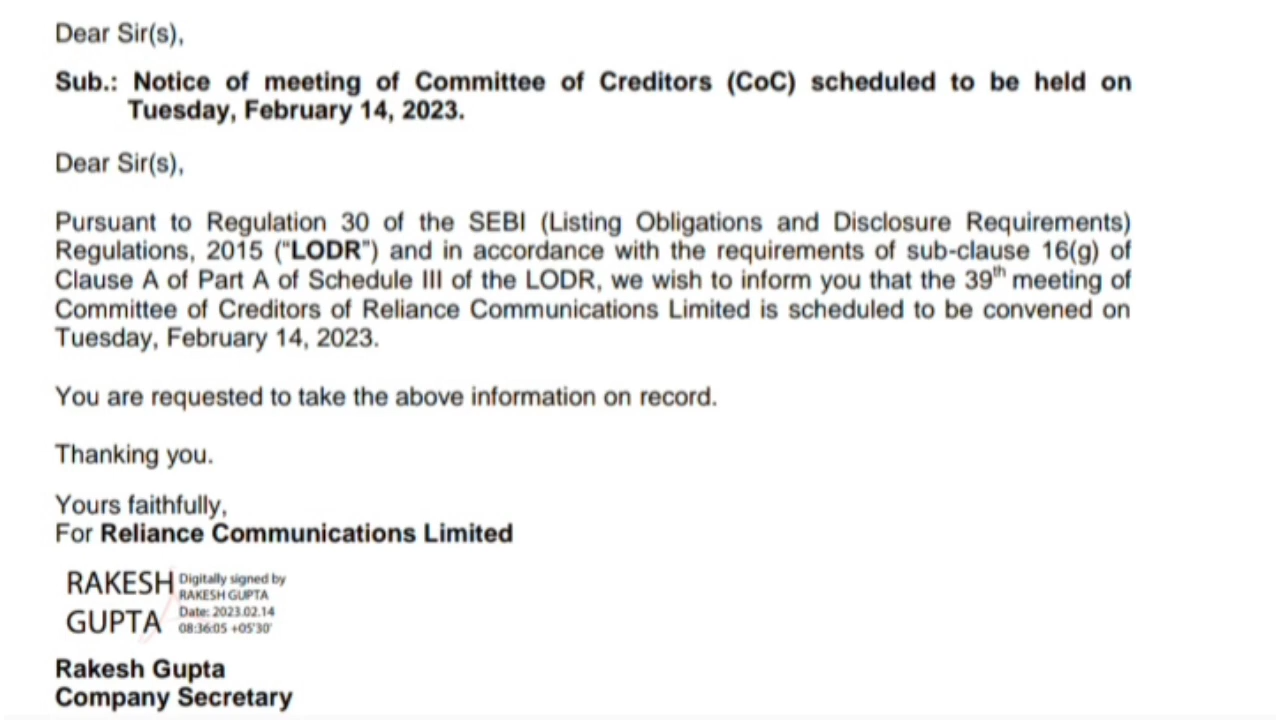 Dear Sir(s),
Sub.: Notice of meeting of Committee of Creditors (CoC) scheduled to be held on
Tuesday, February 14, 2023.
Dear Sir(s),
Pursuant to Regulation 30 of the SEBI (Listing Obligations and Disclosure Requirements)
Regulations, 2015 (“LODR”) and in accordance with the requirements of sub-clause 16(g) of
Clause A of Part A of Schedule III of the LODR, we wish to inform you that the 39th meeting of
Committee of Creditors of Reliance Communications Limited is scheduled to be convened on
Tuesday, February 14, 2023.
You are requested to take the above information on record.
Thanking you.
Yours faithfully,
For Reliance Communications Limited
RAKESH
GUPTA
Digitally signed by
RAKESH GUPTA
Date: 2023.02.14
08:36:05 +05'30'
Rakesh Gupta
Company Secretary